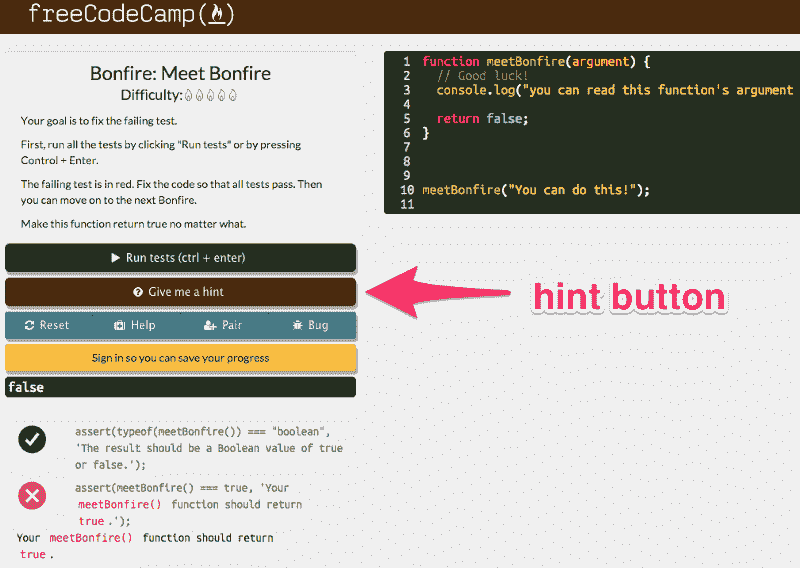 freeCodeCamp(🔥)
Bonfire: Meet Bonfire
Difficulty:
Your goal is to fix the failing test.
First, run all the tests by clicking "Run tests" or by pressing
Control + Enter.
The failing test is in red. Fix the code so that all tests pass. Then
you can move on to the next Bonfire.
Make this function return true no matter what.
Run tests (ctrl + enter)
Give me a hint
Reset Help Pair Bug
Sign in so you can save your progress
false
assert(typeof(meetBonfire()) === "boolean",
'The result should be a Boolean value of true
or false.');
assert(meetBonfire() === true, 'Your
meetBonfire() function should return
true .');
Your meetBonfire() function should return
true .
1 function meetBonfire(argument) {
2 // Good luck!
3 console.log("you can read this function's argument
4
5 return false;
6 }
7
8
9
10 meetBonfire("You can do this!");
11
hint button